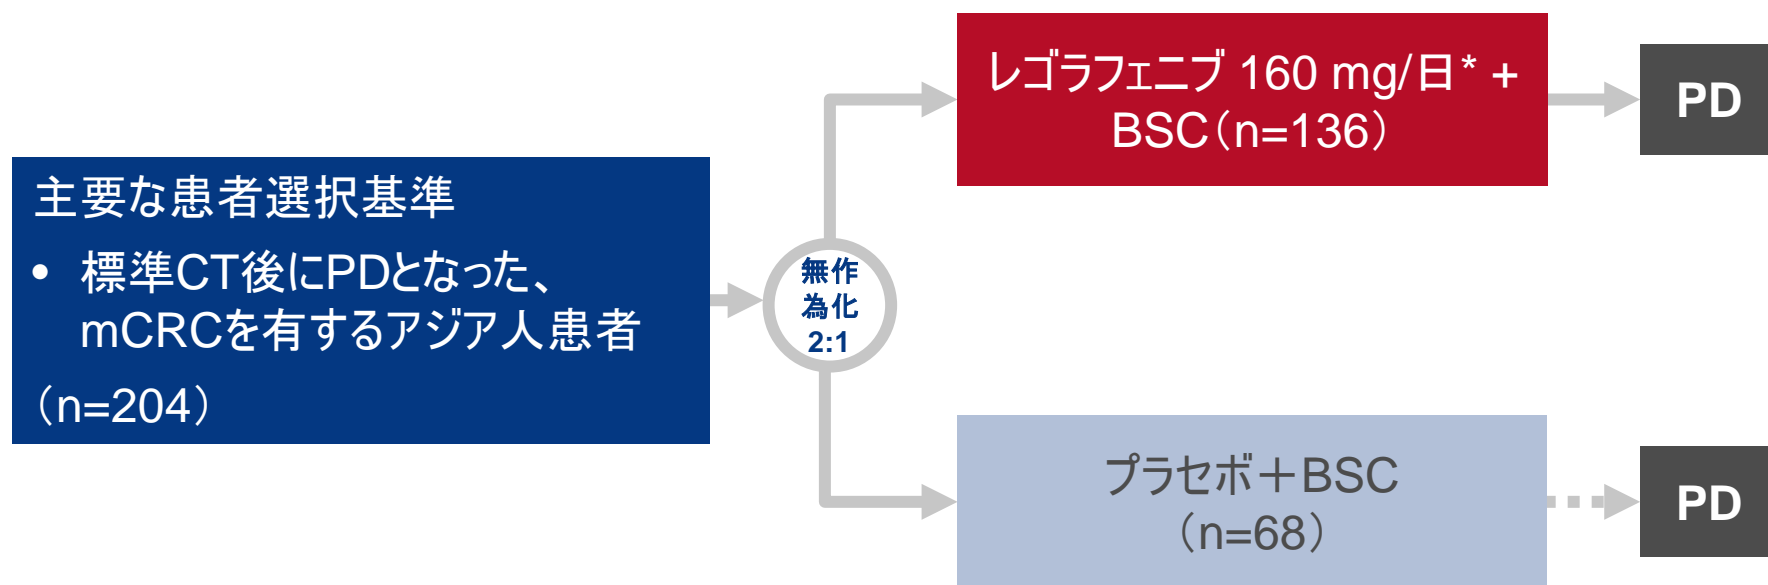 主要な患者選択基準
• 標準CT後にPDとなった、
mCRCを有するアジア人患者
（n=204）
無作
為化
2:1
レゴラフェニブ 160 mg/日* +
BSC（n=136）
PD
プラセボ＋BSC
（n=68）
PD